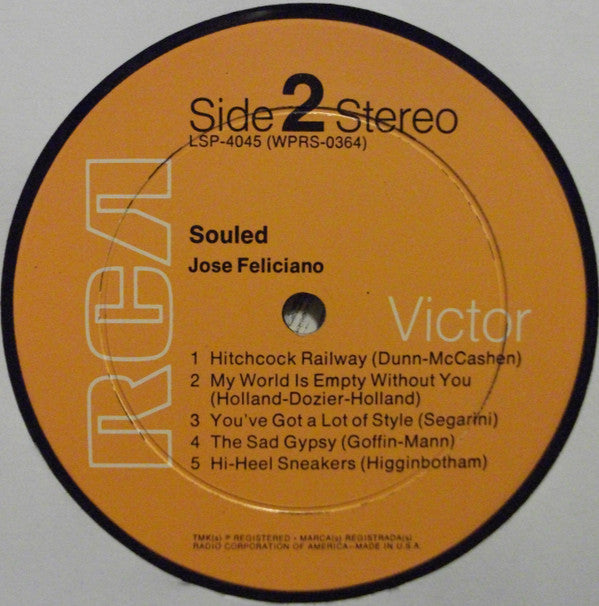 Side 2 Stereo
LSP-4045 (WPRS-0364)
RCA
Souled
Jose Feliciano
Victor
1 Hitchcock Railway (Dunn-McCashen)
2 My World Is Empty Without You
(Holland-Dozier-Holland)
3 You've Got a Lot of Style (Segarini)
4 The Sad Gypsy (Goffin-Mann)
5 Hi-Heel Sneakers (Higginbotham)
TMK(s) ® REGISTERED • MARCA(s) REGISTRADA(s)
RADIO CORPORATION OF AMERICA–MADE IN U.S.A.